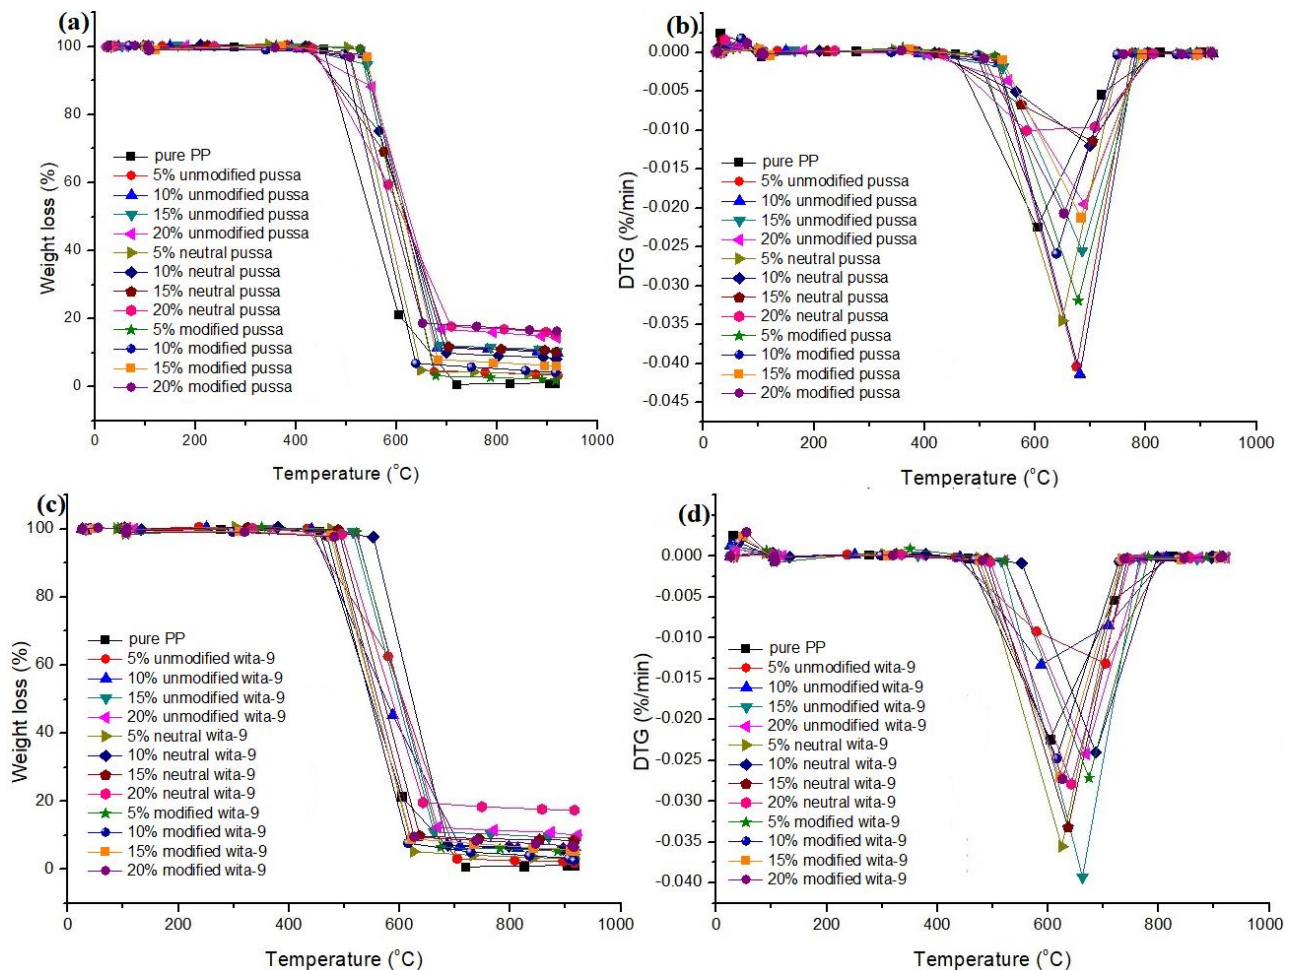 (a)
Weight loss (%)
100
80
60
40
20
0
pure PP
5% unmodified pussa
10% unmodified pussa
15% unmodified pussa
20% unmodified pussa
5% neutral pussa
10% neutral pussa
15% neutral pussa
20% neutral pussa
5% modified pussa
10% modified pussa
15% modified pussa
20% modified pussa
0 200 400 600 800 1000
Temperature (°C)
(b)
DTG (%/min)
0.000
-0.005
-0.010
-0.015
-0.020
-0.025
-0.030
-0.035
-0.040
-0.045
pure PP
5% unmodified pussa
10% unmodified pussa
15% unmodified pussa
20% unmodified pussa
5% neutral pussa
10% neutral pussa
15% neutral pussa
20% neutral pussa
5% modified pussa
10% modified pussa
15% modified pussa
20% modified pussa
0 200 400 600 800 1000
Temperature (°C)
(c)
Weight loss (%)
100
80
60
40
20
0
pure PP
5% unmodified wita-9
10% unmodified wita-9
15% unmodified wita-9
20% unmodified wita-9
5% neutral wita-9
10% neutral wita-9
15% neutral wita-9
20% neutral wita-9
5% modified wita-9
10% modified wita-9
15% modified wita-9
20% modified wita-9
0 200 400 600 800 1000
Temperature (°C)
(d)
DTG (%/min)
0.000
-0.005
-0.010
-0.015
-0.020
-0.025
-0.030
-0.035
-0.040
pure PP
5% unmodified wita-9
10% unmodified wita-9
15% unmodified wita-9
20% unmodified wita-9
5% neutral wita-9
10% neutral wita-9
15% neutral wita-9
20% neutral wita-9
5% modified wita-9
10% modified wita-9
15% modified wita-9
20% modified wita-9
0 200 400 600 800 1000
Temperature (°C)